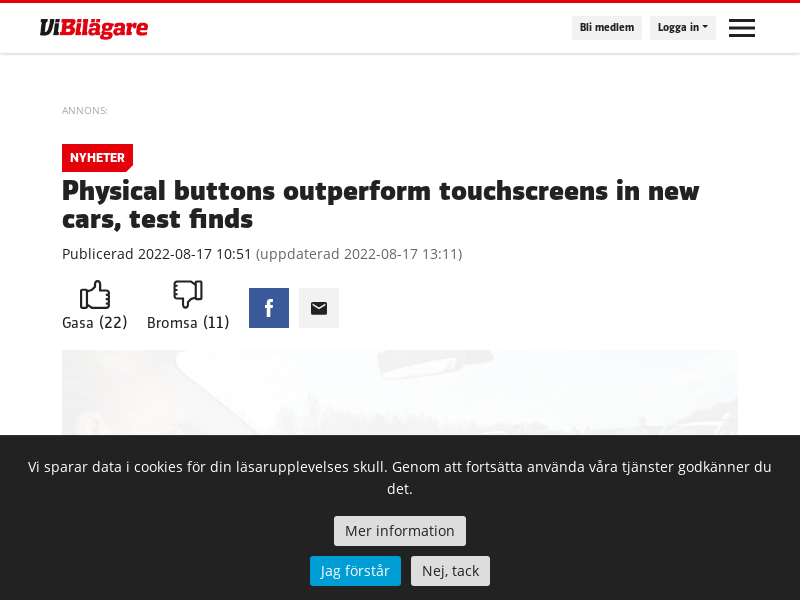 ViBilägare
Bli medlem
Logga in
ANNONS:
NYHETER
Physical buttons outperform touchscreens in new
cars, test finds
Publicerad 2022-08-17 10:51 (uppdaterad 2022-08-17 13:11)
Gasa (22)
Bromsa (11)
f
Vi sparar data i cookies för din läsarupplevelses skull. Genom att fortsätta använda våra tjänster godkänner du
det.
Mer information
Jag förstår
Nej, tack